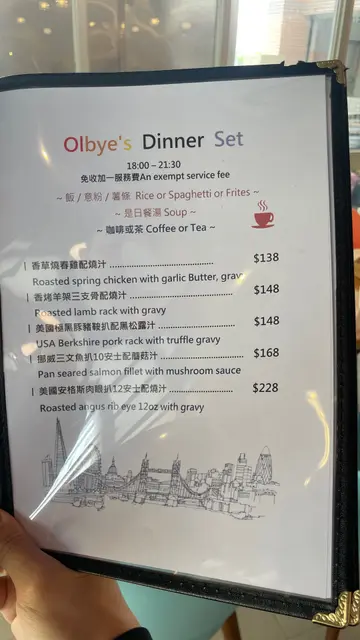 Olbye's Dinner Set
18:00 – 21:30
免收加一服務費An exempt service fee
~ 飯 / 意粉 / 薯條 Rice or Spaghetti or Frites ~
~ 是日餐湯 Soup ~
~ 咖啡或茶 Coffee or Tea ~
香草燒春雞配燒汁 ........................ $138
Roasted spring chicken with garlic Butter, grav
香烤羊架三支骨配燒汁 ........................ $148
Roasted lamb rack with gravy
美國極黑豚豬鞍扒配黑松露汁 ........................ $148
USA Berkshire pork rack with truffle gravy
挪威三文魚扒10安士配蘑菇汁 ........................ $168
Pan seared salmon fillet with mushroom sauce
美國安格斯肉眼扒12安士配燒汁 ........................ $228
Roasted angus rib eye 12oz with gravy